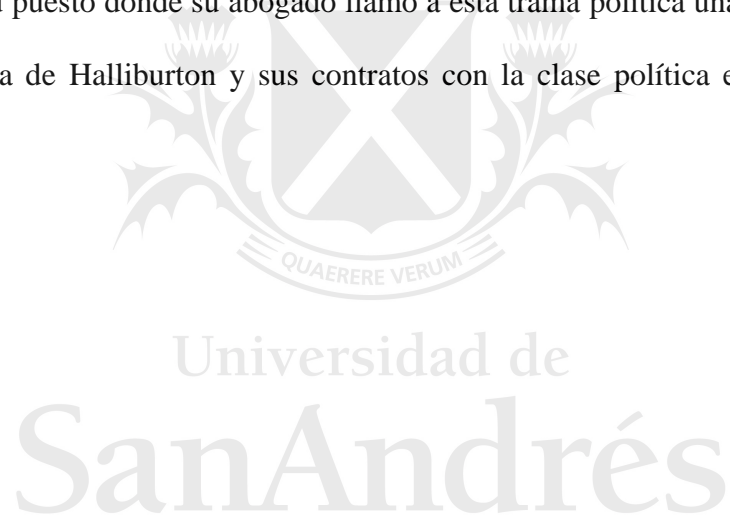 puesto donde su abogado llamó a esta trama política una
a de Halliburton y sus contratos con la clase política e
QUAERERE VERUM
Universidad de
SanAndrés